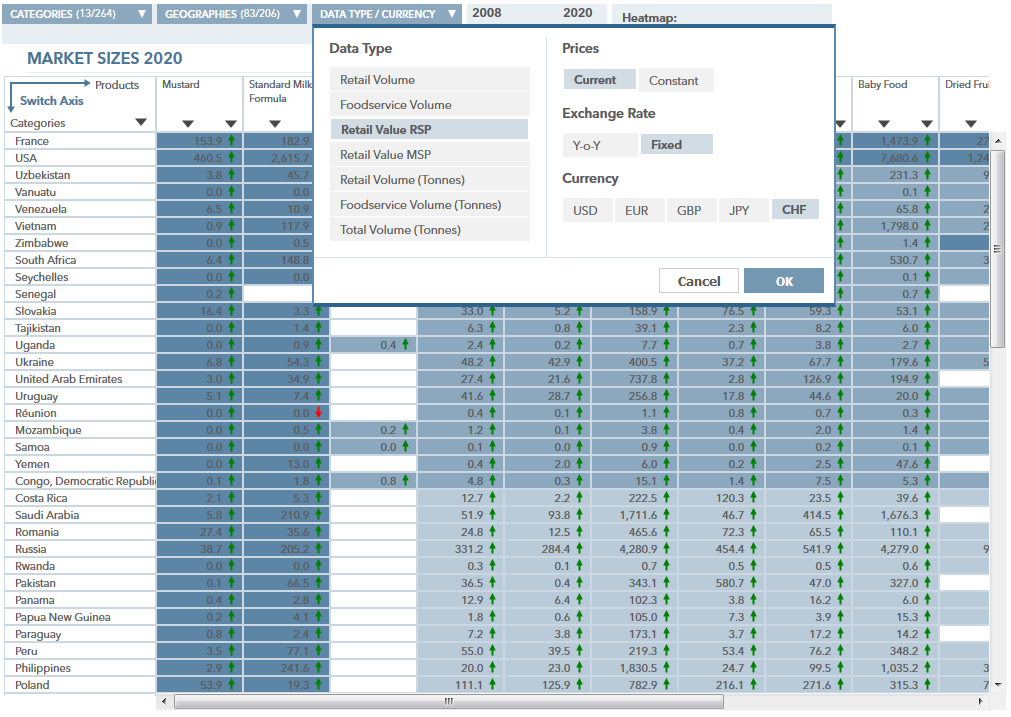 CATEGORIES (13/264)
GEOGRAPHIES (83/206)
DATA TYPE / CURRENCY
2008 2020
Heatmap:
Data Type
Retail Volume
Foodservice Volume
Retail Value RSP
Retail Value MSP
Retail Volume (Tonnes)
Foodservice Volume (Tonnes)
Total Volume (Tonnes)
Prices
Current Constant
Exchange Rate
Y-o-Y Fixed
Currency
USD EUR GBP JPY CHF
Cancel OK
MARKET SIZES 2020
Products
Switch Axis
Categories
Mustard
Standard Milk
Formula
Baby Food
Dried Frui
France 153.9 182.9 1,473.9 27
USA 460.5 2,615.7 7,680.6 1,24
Uzbekistan 3.8 45.7 231.3 9
Vanuatu 0.0 0.0 0.1
Venezuela 6.5 10.9 65.8 2
Vietnam 0.9 117.9 1,798.0 2
Zimbabwe 0.0 0.5 1.4
South Africa 6.4 148.8 530.7 3
Seychelles 0.0 0.0 0.1
Senegal 0.2 0.7
Slovakia 16.4 3.3 33.0 5.2 158.9 76.5 59.3 53.1
Tajikistan 0.0 1.4 6.3 0.8 39.1 2.3 8.2 6.0
Uganda 0.0 0.9 0.4 2.4 0.2 7.7 0.7 3.8 2.7
Ukraine 6.8 54.3 48.2 42.9 400.5 37.2 67.7 179.6 5
United Arab Emirates 3.0 34.9 27.4 21.6 737.8 2.8 126.9 194.9
Uruguay 5.1 7.4 41.6 28.7 256.8 17.8 44.6 20.0
Réunion 0.0 0.0 0.4 0.1 1.1 0.8 0.7 0.3
Mozambique 0.0 0.5 0.2 1.2 0.1 3.8 0.4 2.0 1.4
Samoa 0.0 0.0 0.0 0.1 0.0 0.9 0.0 0.2 0.1
Yemen 0.0 13.0 0.4 2.0 6.0 0.2 2.5 47.6
Congo, Democratic Republi 0.1 1.8 0.8 4.8 0.3 15.1 1.4 7.5 5.3
Costa Rica 2.1 5.3 12.7 2.2 222.5 120.3 23.5 39.6
Saudi Arabia 5.8 210.9 51.9 93.8 1,711.6 46.7 414.5 1,676.3
Romania 27.4 35.6 24.8 12.5 465.6 72.3 65.5 110.1
Russia 38.7 205.2 331.2 284.4 4,280.9 454.4 541.9 4,279.0 9
Rwanda 0.0 0.0 0.3 0.1 0.7 0.5 0.5 0.6
Pakistan 0.1 66.5 36.5 0.4 343.1 580.7 47.0 327.0
Panama 0.4 2.8 12.9 6.4 102.3 3.8 16.2 6.0
Papua New Guinea 0.2 4.1 1.8 0.6 105.0 7.3 3.9 15.3
Paraguay 0.8 2.4 7.2 3.8 173.1 3.7 17.2 14.2
Peru 3.5 77.1 55.0 39.5 219.3 53.4 76.2 348.2
Philippines 2.9 241.6 20.0 23.0 1,830.5 24.7 99.5 1,035.2 3
Poland 53.9 19.3 111.1 125.9 782.9 216.1 271.6 315.3 7